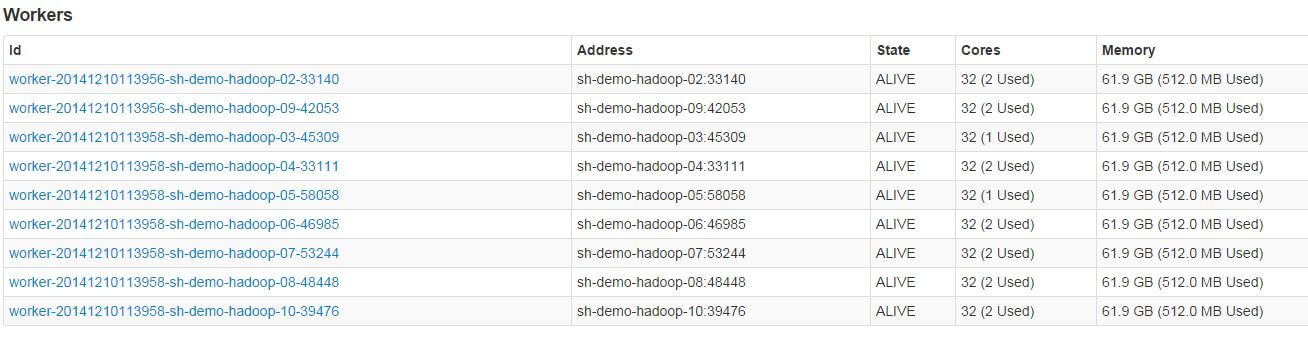 Workers
Id Address State Cores Memory
worker-20141210113956-sh-demo-hadoop-02-33140 sh-demo-hadoop-02:33140 ALIVE 32 (2 Used) 61.9 GB (512.0 MB Used)
worker-20141210113956-sh-demo-hadoop-09-42053 sh-demo-hadoop-09:42053 ALIVE 32 (2 Used) 61.9 GB (512.0 MB Used)
worker-20141210113958-sh-demo-hadoop-03-45309 sh-demo-hadoop-03:45309 ALIVE 32 (1 Used) 61.9 GB (512.0 MB Used)
worker-20141210113958-sh-demo-hadoop-04-33111 sh-demo-hadoop-04:33111 ALIVE 32 (2 Used) 61.9 GB (512.0 MB Used)
worker-20141210113958-sh-demo-hadoop-05-58058 sh-demo-hadoop-05:58058 ALIVE 32 (1 Used) 61.9 GB (512.0 MB Used)
worker-20141210113958-sh-demo-hadoop-06-46985 sh-demo-hadoop-06:46985 ALIVE 32 (2 Used) 61.9 GB (512.0 MB Used)
worker-20141210113958-sh-demo-hadoop-07-53244 sh-demo-hadoop-07:53244 ALIVE 32 (2 Used) 61.9 GB (512.0 MB Used)
worker-20141210113958-sh-demo-hadoop-08-48448 sh-demo-hadoop-08:48448 ALIVE 32 (2 Used) 61.9 GB (512.0 MB Used)
worker-20141210113958-sh-demo-hadoop-10-39476 sh-demo-hadoop-10:39476 ALIVE 32 (2 Used) 61.9 GB (512.0 MB Used)